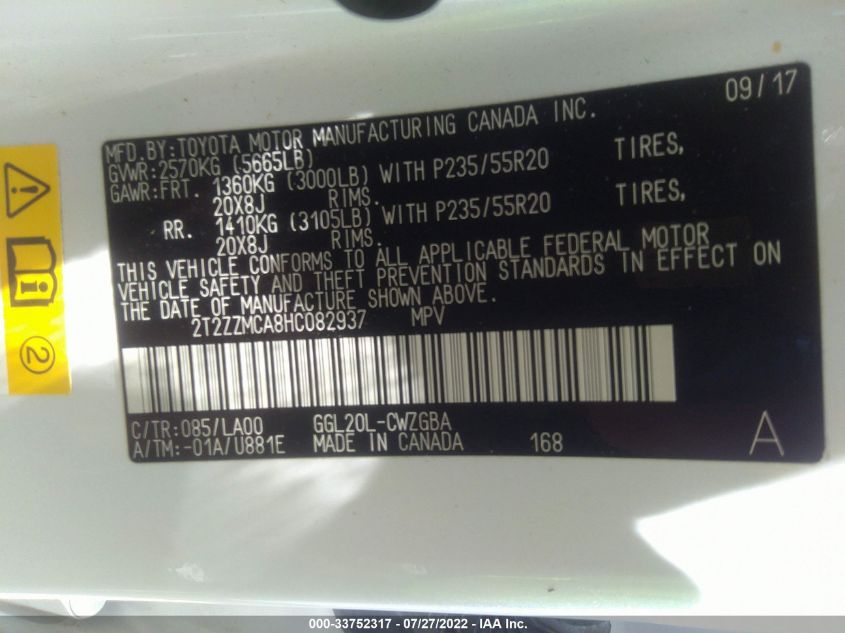 09/17
MFD.BY:TOYOTA MOTOR MANUFACTURING CANADA INC.
GVWR:2570KG (5665LB)
GAWR:FRT. 1360KG (3000LB) WITH P235/55R20 TIRES,
20X8J RIMS.
RR. 1410KG (3105LB) WITH P235/55R20 TIRES,
20X8J RIMS.
THIS VEHICLE CONFORMS TO ALL APPLICABLE FEDERAL MOTOR
VEHICLE SAFETY AND THEFT PREVENTION STANDARDS IN EFFECT ON
THE DATE OF MANUFACTURE SHOWN ABOVE.
2T2ZZMCA8HC082937 MPV
C/TR:085/LA00 GGL20L-CWZGBA
A/TM:-01A/U881E MADE IN CANADA 168 A
2
000-33752317 / 07/27/2022 - IAA Inc.